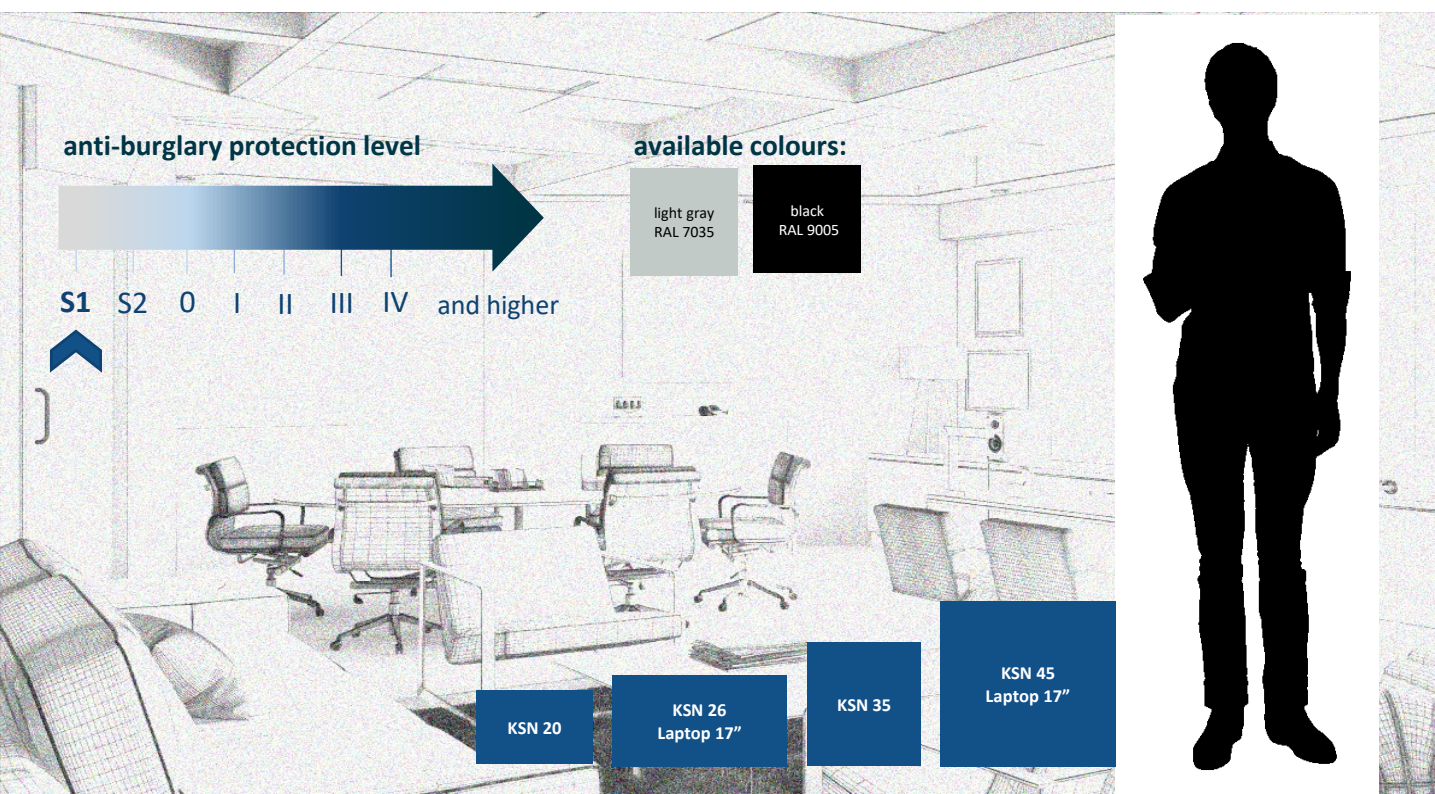 anti-burglary protection level
available colours:
light gray
RAL 7035
black
RAL 9005
S1 S2 0 I II III IV and higher
KSN 20
KSN 26
Laptop 17”
KSN 35
KSN 45
Laptop 17”